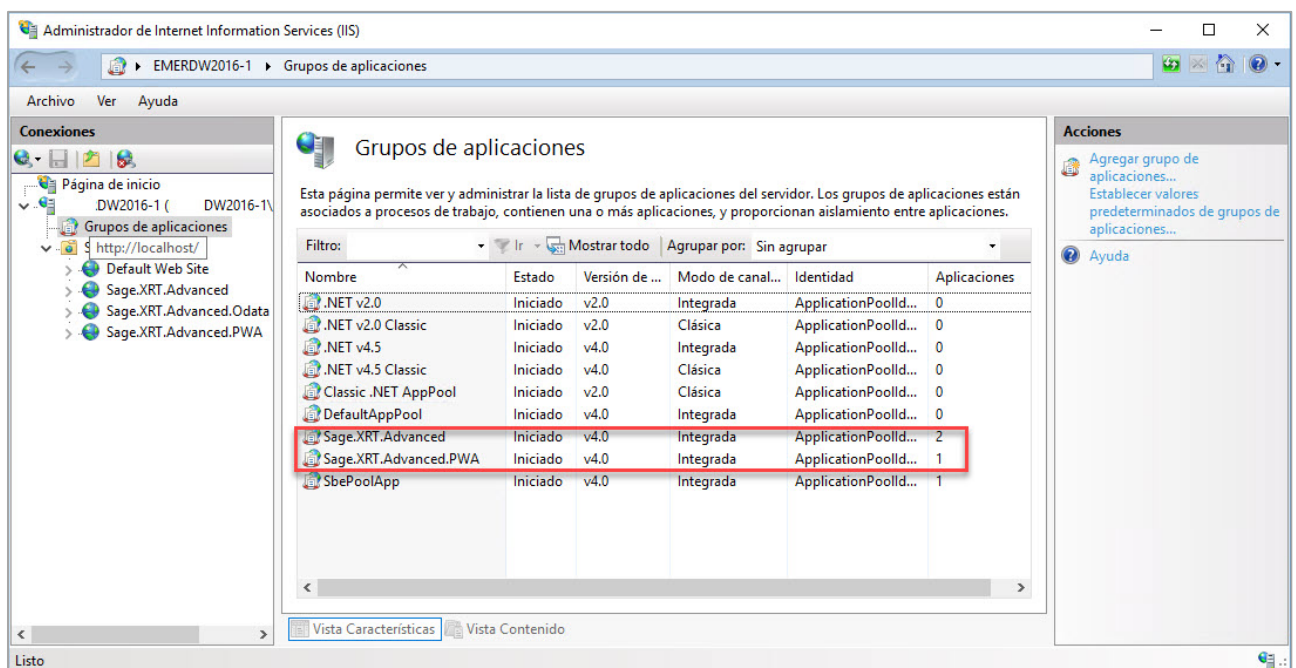 Administrador de Internet Information Services (IIS)
EMERDW2016-1 Grupos de aplicaciones
Archivo Ver Ayuda
Conexiones
Página de inicio
:DW2016-1 ( DW2016-1\
Grupos de aplicaciones
S http://localhost/
Default Web Site
Sage.XRT.Advanced
Sage.XRT.Advanced.Odata
Sage.XRT.Advanced.PWA
Grupos de aplicaciones
Esta página permite ver y administrar la lista de grupos de aplicaciones del servidor. Los grupos de aplicaciones están
asociados a procesos de trabajo, contienen una o más aplicaciones, y proporcionan aislamiento entre aplicaciones.
Filtro: Ir Mostrar todo Agrupar por: Sin agrupar
Nombre Estado Versión de ... Modo de canal... Identidad Aplicaciones
.NET v2.0 Iniciado v2.0 Integrada ApplicationPoolId... 0
.NET v2.0 Classic Iniciado v2.0 Clásica ApplicationPoolId... 0
.NET v4.5 Iniciado v4.0 Integrada ApplicationPoolId... 0
.NET v4.5 Classic Iniciado v4.0 Clásica ApplicationPoolId... 0
Classic .NET AppPool Iniciado v2.0 Clásica ApplicationPoolId... 0
DefaultAppPool Iniciado v4.0 Integrada ApplicationPoolId... 0
Sage.XRT.Advanced Iniciado v4.0 Integrada ApplicationPoolId... 2
Sage.XRT.Advanced.PWA Iniciado v4.0 Integrada ApplicationPoolId... 1
SbePoolApp Iniciado v4.0 Integrada ApplicationPoolId... 1
Vista Características Vista Contenido
Acciones
Agregar grupo de
aplicaciones...
Establecer valores
predeterminados de grupos de
aplicaciones...
Ayuda
Listo